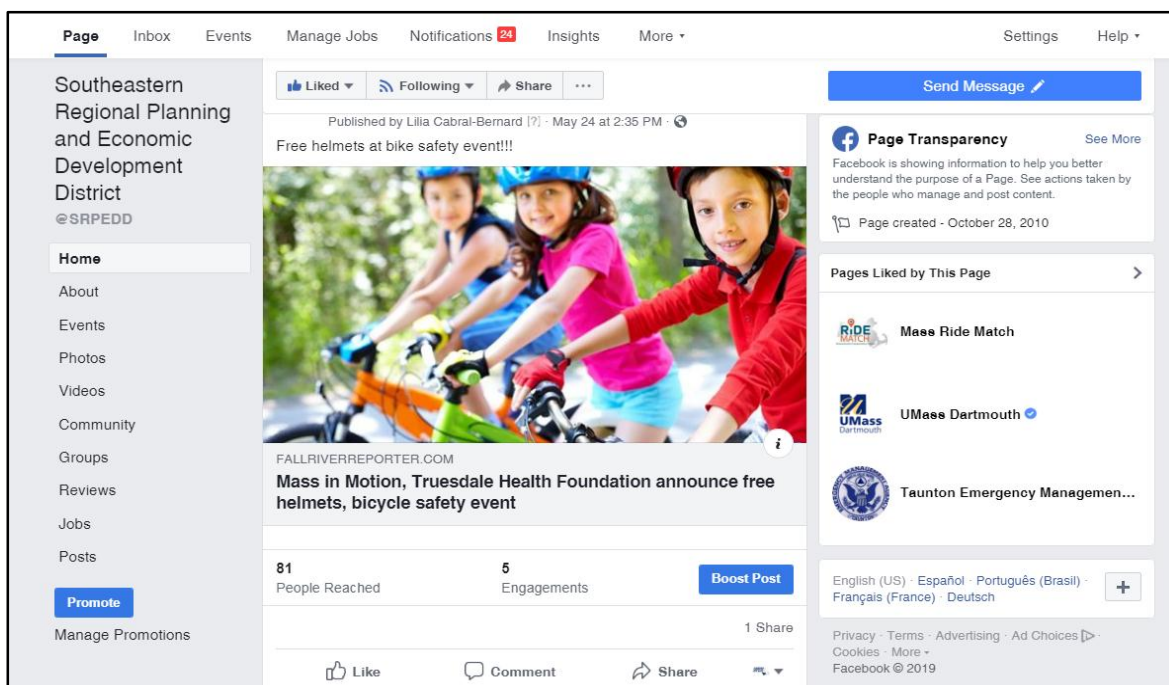 Page Inbox Events Manage Jobs Notifications 24 Insights More Settings Help
Southeastern
Regional Planning
and Economic
Development
District
@SRPEDD
Home
About
Events
Photos
Videos
Community
Groups
Reviews
Jobs
Posts
Promote
Manage Promotions
Liked Following Share ...
Published by Lilia Cabral-Bernard [?] · May 24 at 2:35 PM ·
Free helmets at bike safety event!!!
i
FALLRIVERREPORTER.COM
Mass in Motion, Truesdale Health Foundation announce free
helmets, bicycle safety event
81 5
People Reached Engagements
Boost Post
1 Share
Like Comment Share
Send Message
Page Transparency See More
Facebook is showing information to help you better
understand the purpose of a Page. See actions taken by
the people who manage and post content.
Page created - October 28, 2010
Pages Liked by This Page
RiDE
MATCH
Mass Ride Match
UMass
Dartmouth
UMass Dartmouth
Taunton Emergency Managemen...
English (US) · Español · Português (Brasil) ·
Français (France) · Deutsch
+
Privacy · Terms · Advertising · Ad Choices ·
Cookies · More
Facebook © 2019